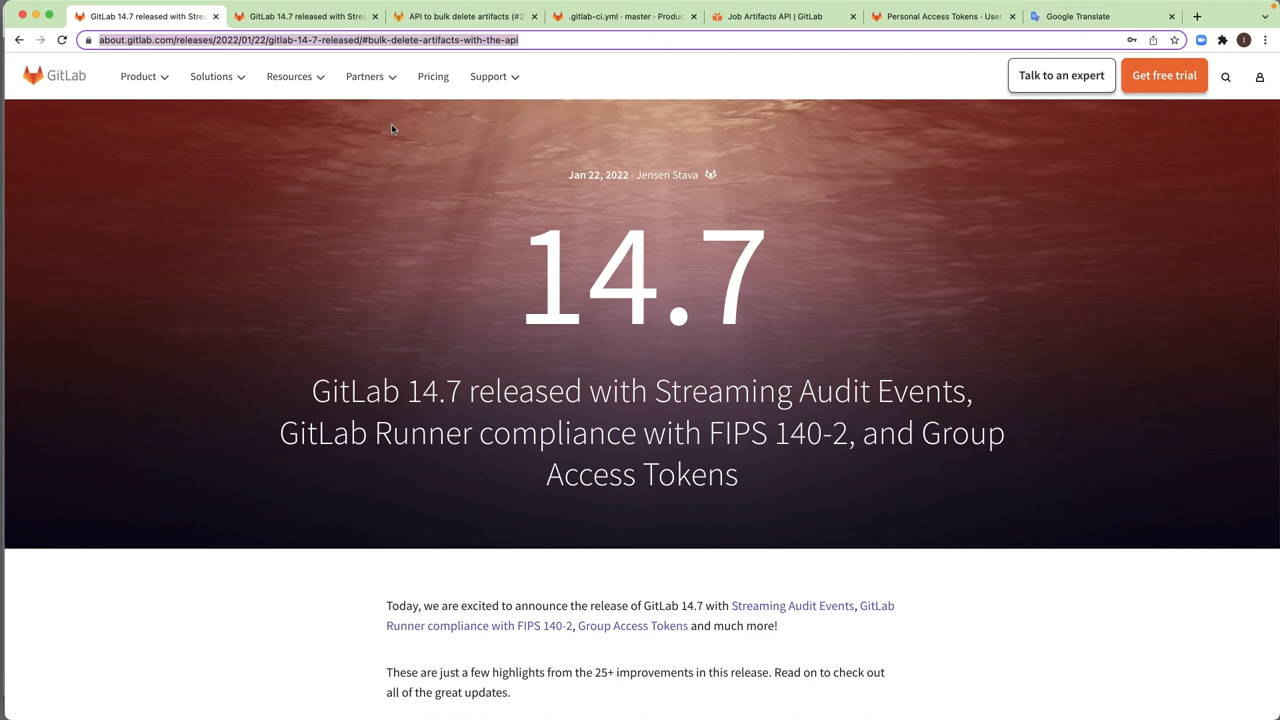 GitLab 14.7 released with Strea
GitLab 14.7 released with Strea
API to bulk delete artifacts (#2
.gitlab-ci.yml · master · Produc
Job Artifacts API | GitLab
Personal Access Tokens · User
Google Translate
about.gitlab.com/releases/2022/01/22/gitlab-14-7-released/#bulk-delete-artifacts-with-the-api
I
GitLab
Product
Solutions
Resources
Partners
Pricing
Support
Talk to an expert
Get free trial
Jan 22, 2022 - Jensen Stava
14.7
GitLab 14.7 released with Streaming Audit Events,
GitLab Runner compliance with FIPS 140-2, and Group
Access Tokens
Today, we are excited to announce the release of GitLab 14.7 with Streaming Audit Events, GitLab
Runner compliance with FIPS 140-2, Group Access Tokens and much more!
These are just a few highlights from the 25+ improvements in this release. Read on to check out
all of the great updates.